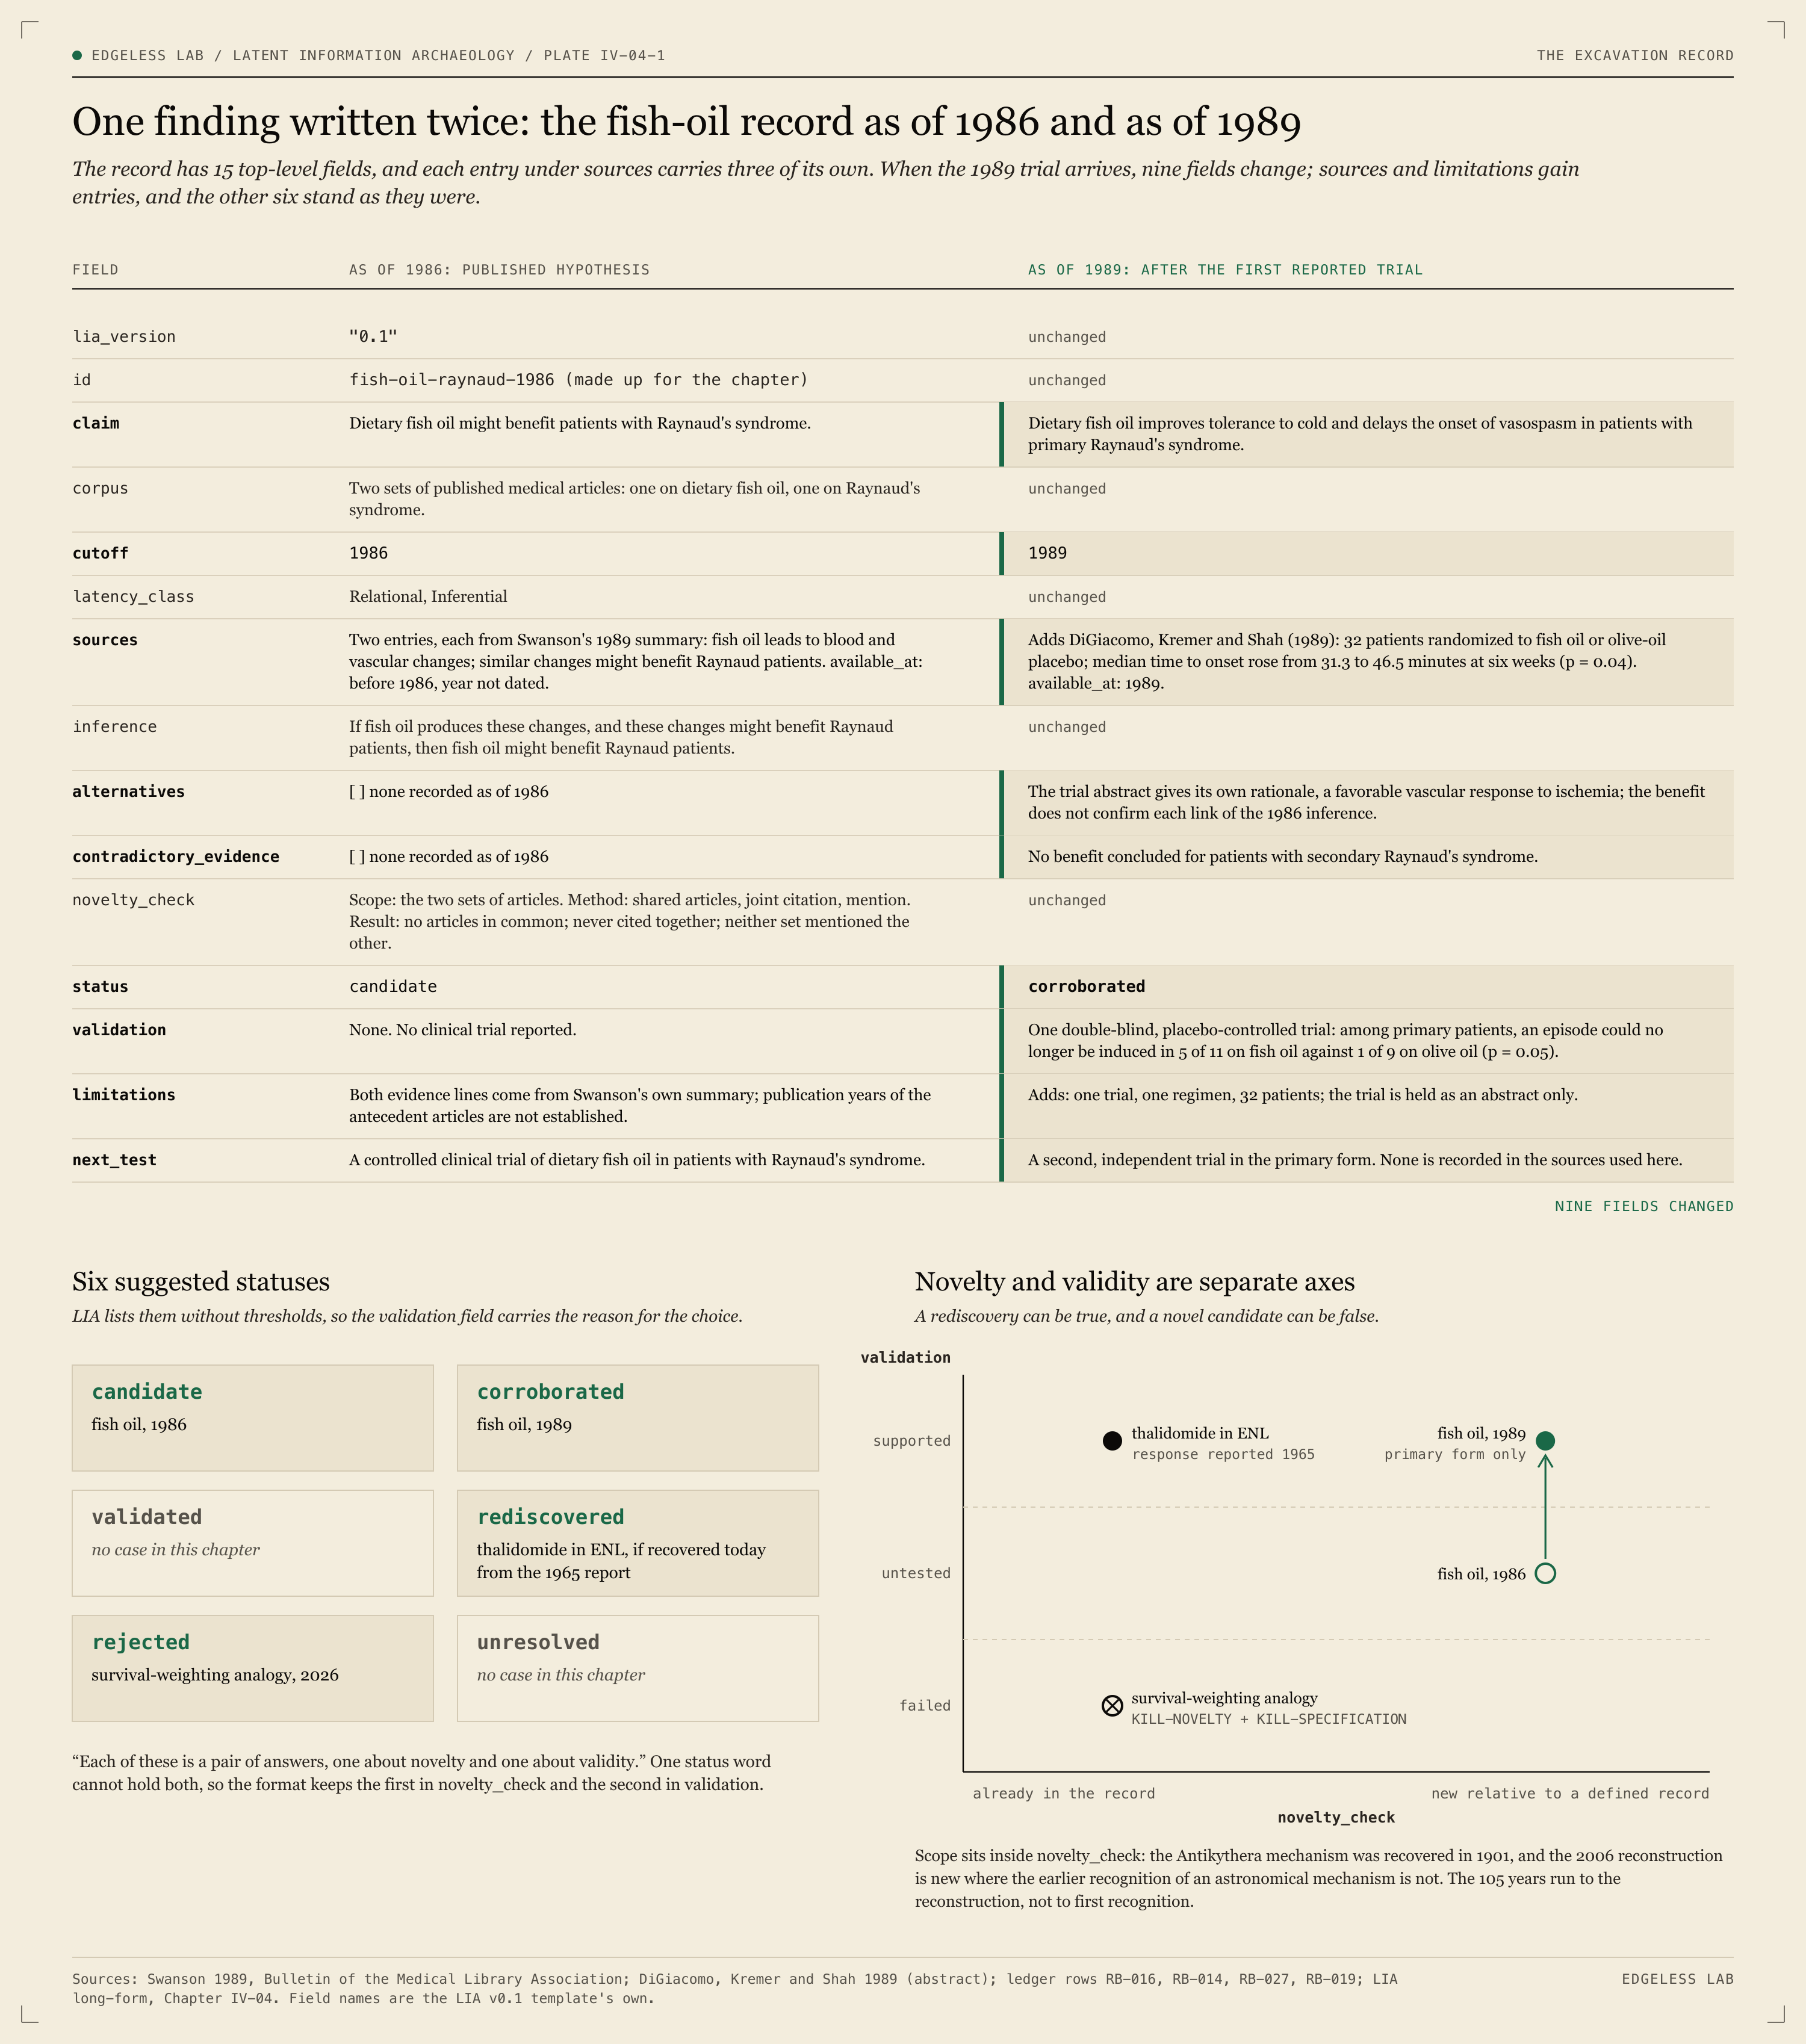 EDGELESS LAB / LATENT INFORMATION ARCHAEOLOGY / PLATE IV–04–1
THE EXCAVATION RECORD
One finding written twice: the fish-oil record as of 1986 and as of 1989
The record has 15 top-level fields, and each entry under sources carries three of its own. When the 1989 trial arrives, nine fields change; sources and limitations gain
entries, and the other six stand as they were.
FIELD
AS OF 1986: PUBLISHED HYPOTHESIS
AS OF 1989: AFTER THE FIRST REPORTED TRIAL
lia_version
"0.1"
unchanged
id
fish–oil–raynaud–1986 (made up for the chapter)
unchanged
claim
Dietary fish oil might benefit patients with Raynaud's syndrome.
Dietary fish oil improves tolerance to cold and delays the onset of vasospasm in patients with
primary Raynaud's syndrome.
corpus
Two sets of published medical articles: one on dietary fish oil, one on Raynaud's
syndrome.
unchanged
cutoff
1986
1989
latency_class
Relational, Inferential
unchanged
sources
Two entries, each from Swanson's 1989 summary: fish oil leads to blood and
vascular changes; similar changes might benefit Raynaud patients. available_at:
before 1986, year not dated.
Adds DiGiacomo, Kremer and Shah (1989): 32 patients randomized to fish oil or olive-oil
placebo; median time to onset rose from 31.3 to 46.5 minutes at six weeks (p = 0.04).
available_at: 1989.
inference
If fish oil produces these changes, and these changes might benefit Raynaud
patients, then fish oil might benefit Raynaud patients.
unchanged
alternatives
[ ] none recorded as of 1986
The trial abstract gives its own rationale, a favorable vascular response to ischemia; the benefit
does not confirm each link of the 1986 inference.
contradictory_evidence
[ ] none recorded as of 1986
No benefit concluded for patients with secondary Raynaud's syndrome.
novelty_check
Scope: the two sets of articles. Method: shared articles, joint citation, mention.
Result: no articles in common; never cited together; neither set mentioned the
other.
unchanged
status
candidate
corroborated
validation
None. No clinical trial reported.
One double-blind, placebo-controlled trial: among primary patients, an episode could no
longer be induced in 5 of 11 on fish oil against 1 of 9 on olive oil (p = 0.05).
limitations
Both evidence lines come from Swanson's own summary; publication years of the
antecedent articles are not established.
Adds: one trial, one regimen, 32 patients; the trial is held as an abstract only.
next_test
A controlled clinical trial of dietary fish oil in patients with Raynaud's syndrome.
A second, independent trial in the primary form. None is recorded in the sources used here.
NINE FIELDS CHANGED
Six suggested statuses
LIA lists them without thresholds, so the validation field carries the reason for the choice.
candidate
fish oil, 1986
corroborated
fish oil, 1989
validated
no case in this chapter
rediscovered
thalidomide in ENL, if recovered today
from the 1965 report
rejected
survival-weighting analogy, 2026
unresolved
no case in this chapter
“Each of these is a pair of answers, one about novelty and one about validity.” One status word
cannot hold both, so the format keeps the first in novelty_check and the second in validation.
Novelty and validity are separate axes
A rediscovery can be true, and a novel candidate can be false.
validation
supported
thalidomide in ENL
response reported 1965
fish oil, 1989
primary form only
untested
fish oil, 1986
failed
survival-weighting analogy
KILL–NOVELTY + KILL–SPECIFICATION
already in the record
new relative to a defined record
novelty_check
Scope sits inside novelty_check: the Antikythera mechanism was recovered in 1901, and the 2006 reconstruction
is new where the earlier recognition of an astronomical mechanism is not. The 105 years run to the
reconstruction, not to first recognition.
Sources: Swanson 1989, Bulletin of the Medical Library Association; DiGiacomo, Kremer and Shah 1989 (abstract); ledger rows RB–016, RB–014, RB–027, RB–019; LIA
long–form, Chapter IV–04. Field names are the LIA v0.1 template's own.
EDGELESS LAB